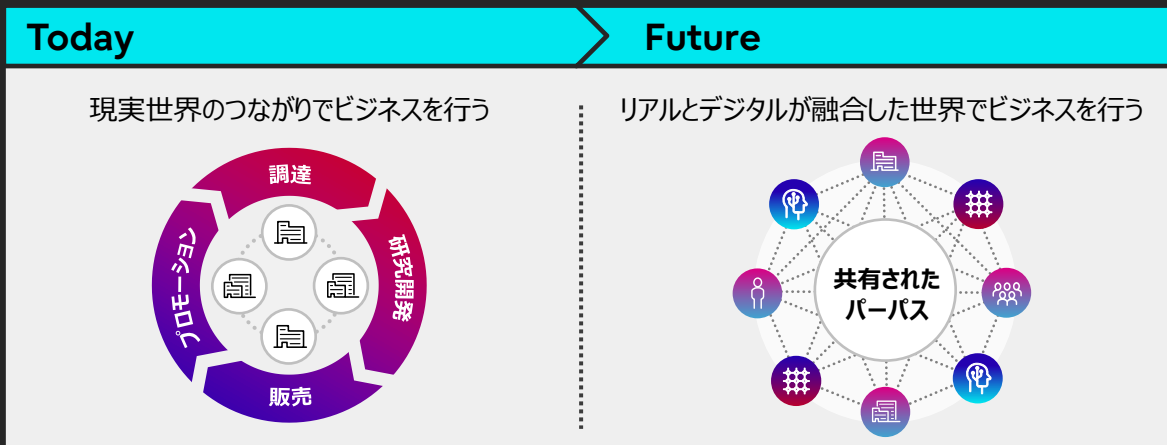 Today
Future
現実世界のつながりでビジネスを行う
調達
研究開発
販売
プロモーション
リアルとデジタルが融合した世界でビジネスを行う
共有された
パーパス